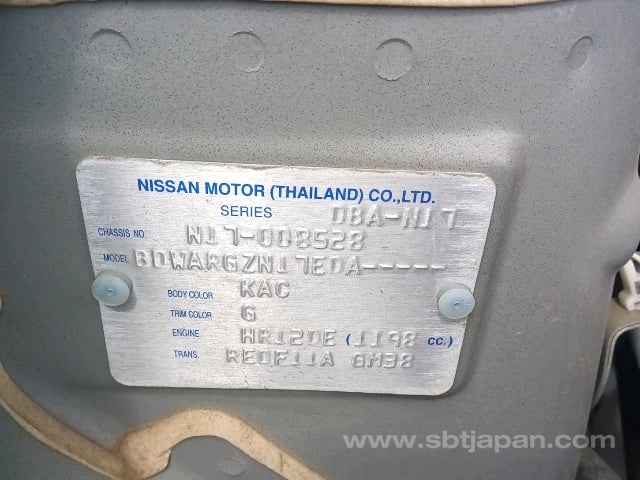 NISSAN MOTOR (THAILAND) CO.,LTD.
SERIES DBA-N17
CHASSIS NO. N17-008528
MODEL BDWARGZN17EDA-----
BODY COLOR KAC
TRIM COLOR G
ENGINE HR12DE (1198 CC.)
TRANS. RE0F11A GM38
www.sbtjapan.com